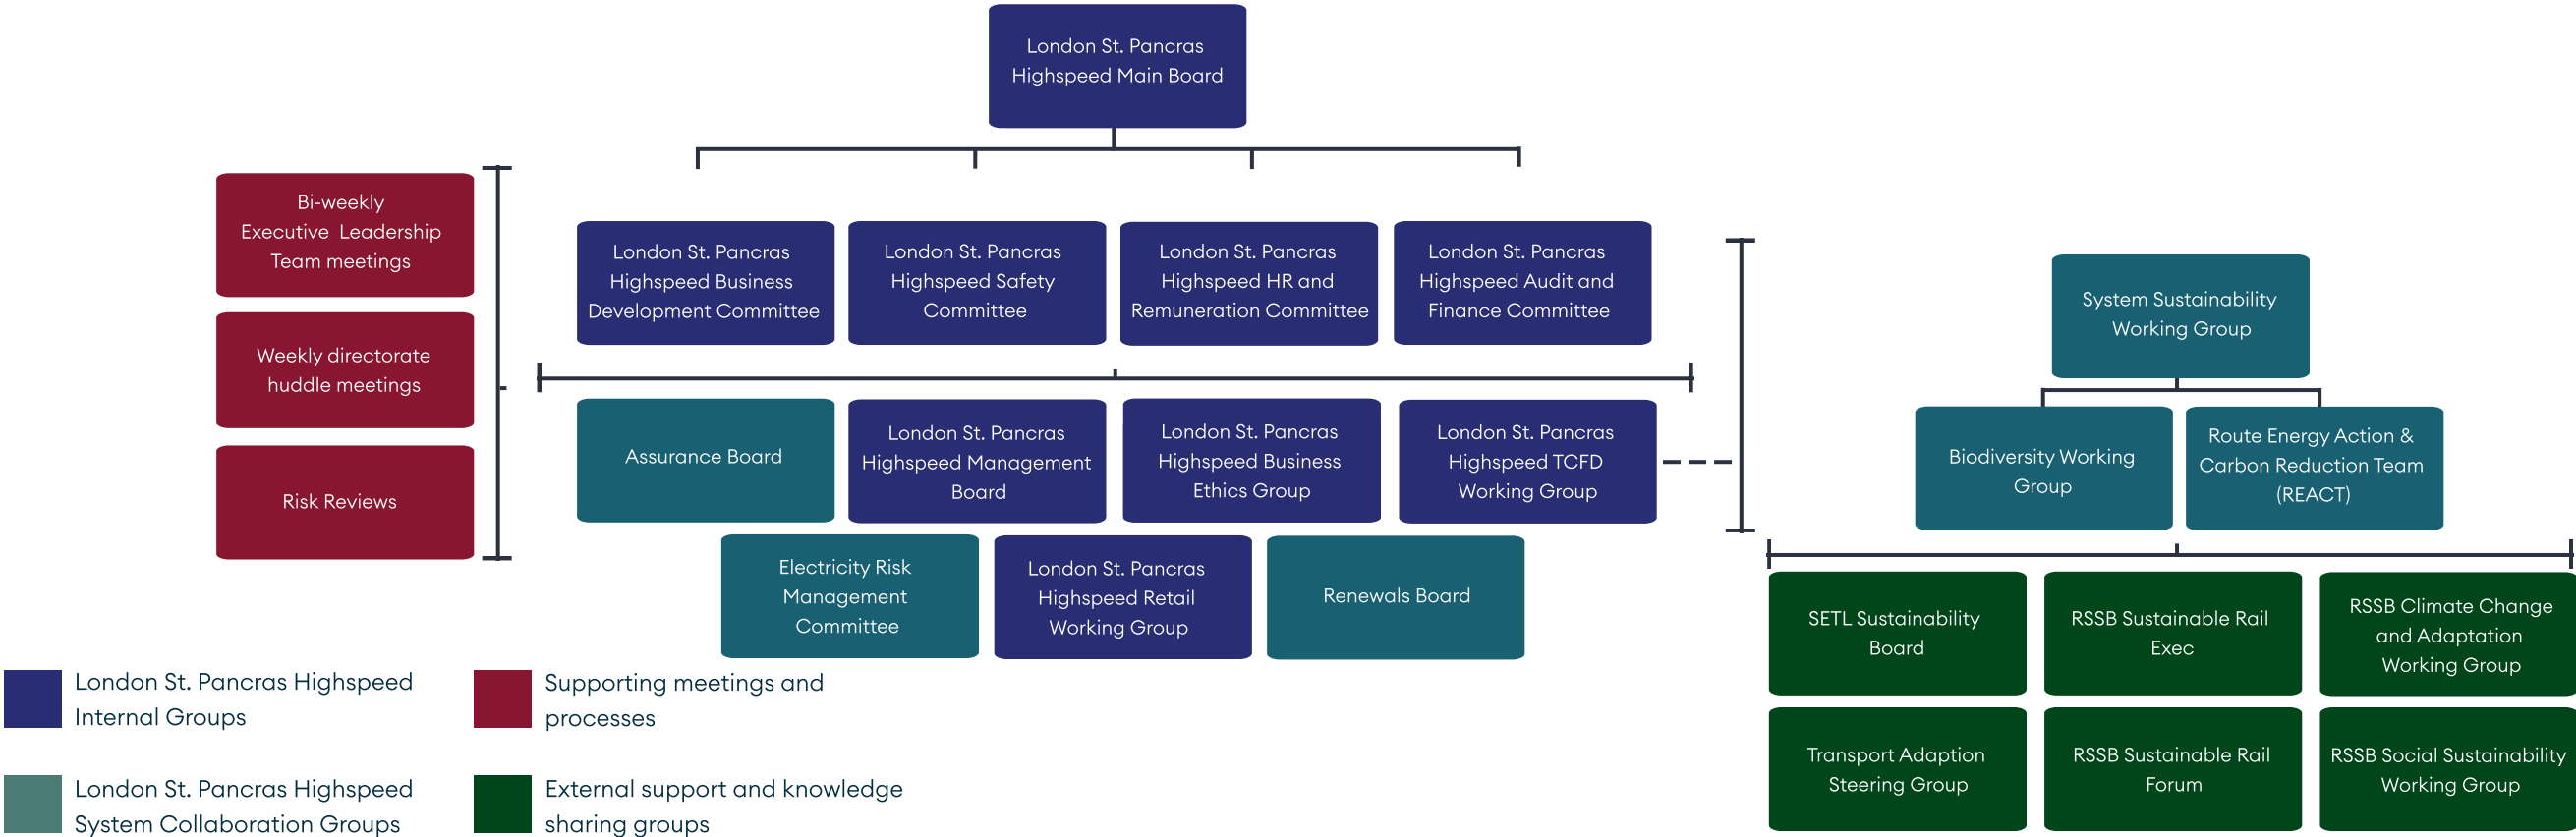 London St. Pancras
Highspeed Main Board
Bi-weekly
Executive Leadership
Team meetings
Weekly directorate
huddle meetings
Risk Reviews
London St. Pancras
Highspeed Business
Development Committee
London St. Pancras
Highspeed Safety
Committee
London St. Pancras
Highspeed HR and
Remuneration Committee
London St. Pancras
Highspeed Audit and
Finance Committee
Assurance Board
London St. Pancras
Highspeed Management
Board
London St. Pancras
Highspeed Business
Ethics Group
London St. Pancras
Highspeed TCFD
Working Group
Electricity Risk
Management
Committee
London St. Pancras
Highspeed Retail
Working Group
Renewals Board
System Sustainability
Working Group
Biodiversity Working
Group
Route Energy Action &
Carbon Reduction Team
(REACT)
SETL Sustainability
Board
RSSB Sustainable Rail
Exec
RSSB Climate Change
and Adaptation
Working Group
Transport Adaption
Steering Group
RSSB Sustainable Rail
Forum
RSSB Social Sustainability
Working Group
London St. Pancras Highspeed
Internal Groups
Supporting meetings and
processes
London St. Pancras Highspeed
System Collaboration Groups
External support and knowledge
sharing groups